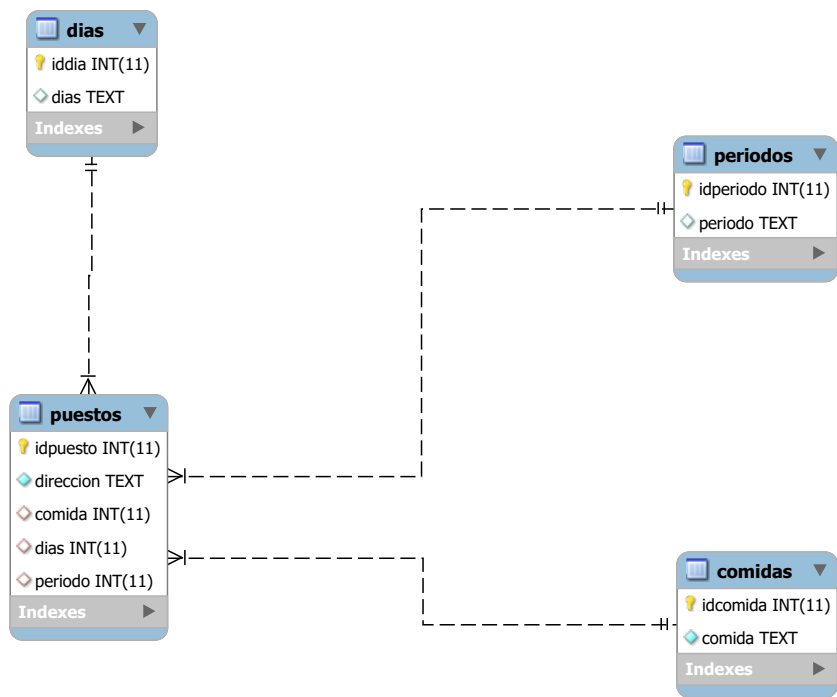 dias
iddia INT(11)
dias TEXT
Indexes
periodos
idperiodo INT(11)
periodo TEXT
Indexes
puestos
idpuesto INT(11)
direccion TEXT
comida INT(11)
dias INT(11)
periodo INT(11)
Indexes
comidas
idcomida INT(11)
comida TEXT
Indexes